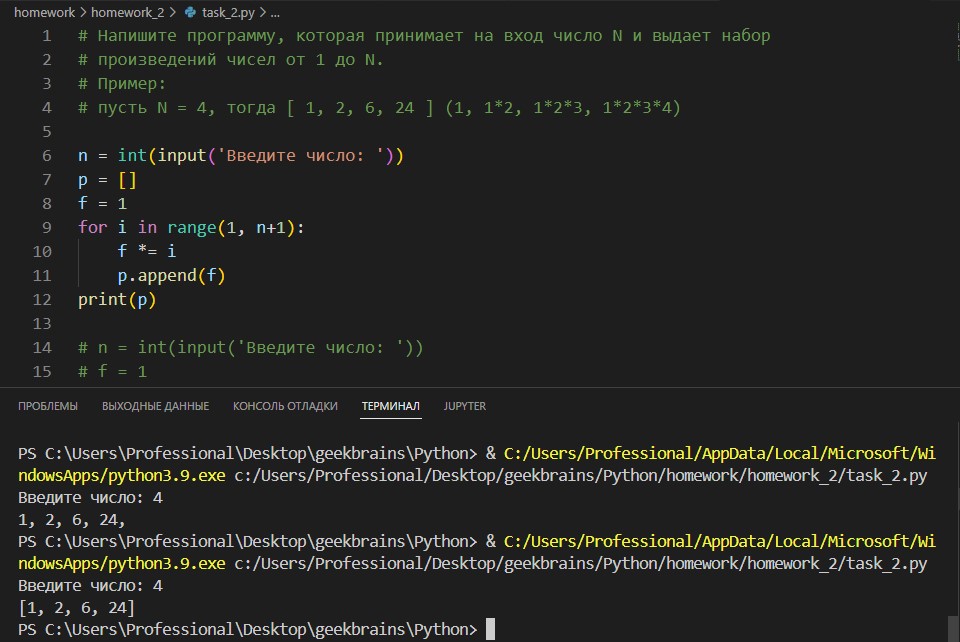 homework > homework_2 > task_2.py > ...
1 # Напишите программу, которая принимает на вход число N и выдает набор
2 # произведений чисел от 1 до N.
3 # Пример:
4 # пусть N = 4, тогда [ 1, 2, 6, 24 ] (1, 1*2, 1*2*3, 1*2*3*4)
5
6 n = int(input('Введите число: '))
7 p = []
8 f = 1
9 for i in range(1, n+1):
10     f *= i
11     p.append(f)
12 print(p)
13
14 # n = int(input('Введите число: '))
15 # f = 1
ПРОБЛЕМЫ ВЫХОДНЫЕ ДАННЫЕ КОНСОЛЬ ОТЛАДКИ ТЕРМИНАЛ JUPYTER
PS C:\Users\Professional\Desktop\geekbrains\Python> & C:/Users/Professional/AppData/Local/Microsoft/Wi
ndowsApps/python3.9.exe c:/Users/Professional/Desktop/geekbrains/Python/homework/homework_2/task_2.py
Введите число: 4
1, 2, 6, 24,
PS C:\Users\Professional\Desktop\geekbrains\Python> & C:/Users/Professional/AppData/Local/Microsoft/Wi
ndowsApps/python3.9.exe c:/Users/Professional/Desktop/geekbrains/Python/homework/homework_2/task_2.py
Введите число: 4
[1, 2, 6, 24]
PS C:\Users\Professional\Desktop\geekbrains\Python>